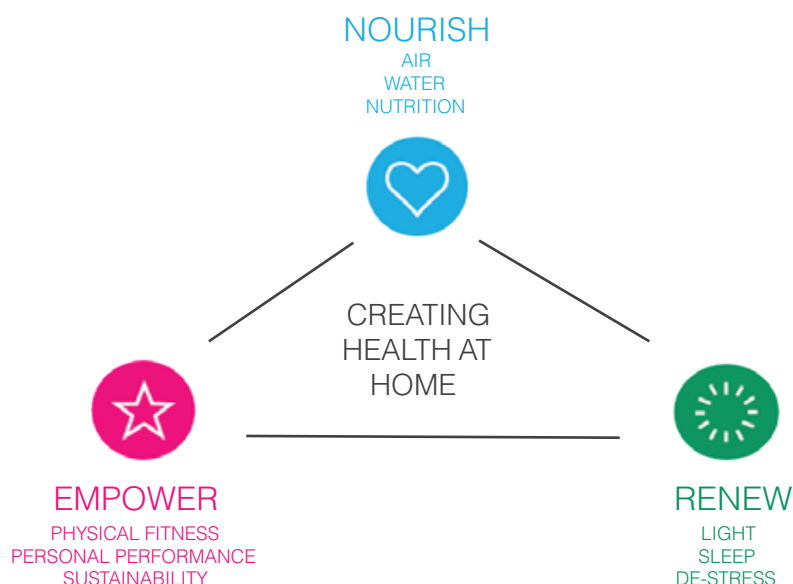 NOURISH
AIR
WATER
NUTRITION
CREATING
HEALTH AT
HOME
EMPOWER
PHYSICAL FITNESS
PERSONAL PERFORMANCE
SUSTAINABILITY
RENEW
LIGHT
SLEEP
DE-STRESS